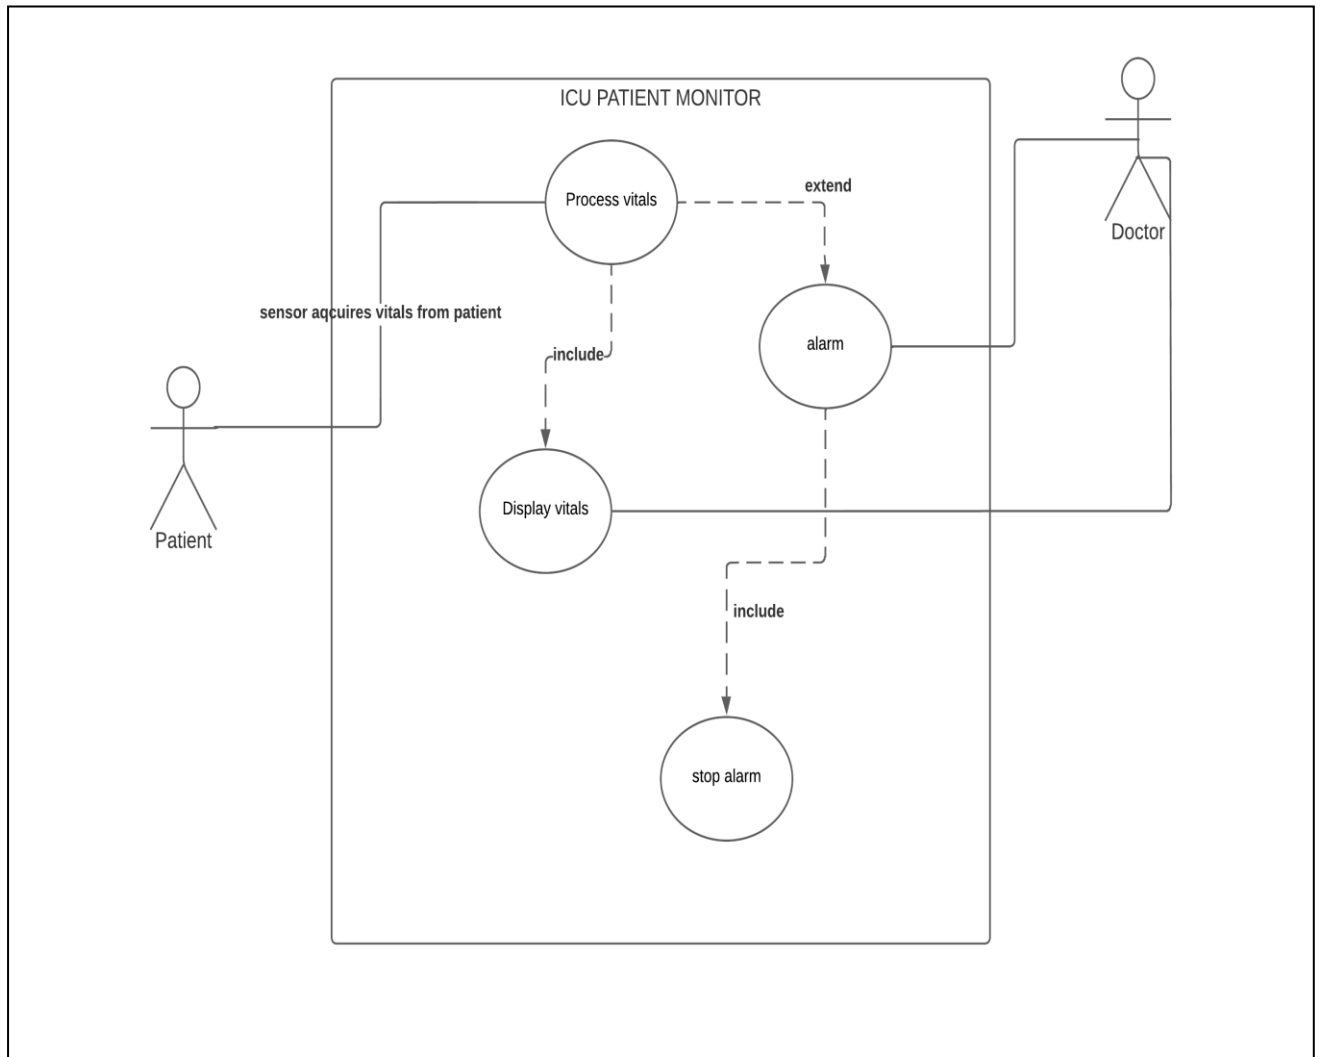 ICU PATIENT MONITOR
Process vitals
extend
Doctor
sensor aqcuires vitals from patient
alarm
include
Display vitals
Patient
include
stop alarm